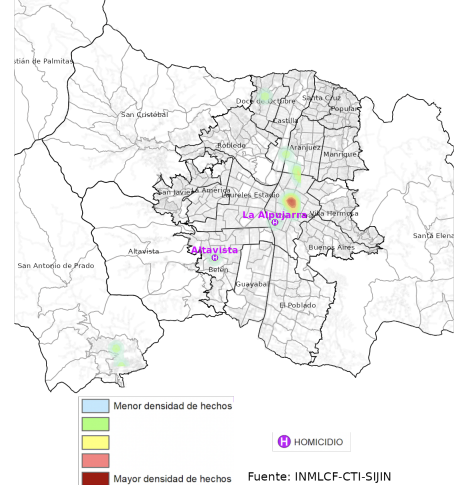 stián de Palmitas
San Cristóbal
Doce de Octubre
Santa Cruz
Popular
Castilla
Robledo
Aranjuez
Manrique
San Javier
La América
Laureles Estadio
La Alpujarra
Villa Hermosa
Santa Elena
Altavista
Altavista
Buenos Aires
San Antonio de Prado
Belén
Guayabal
El Poblado
Menor densidad de hechos
H HOMICIDIO
Mayor densidad de hechos
Fuente: INMLCF-CTI-SIJIN